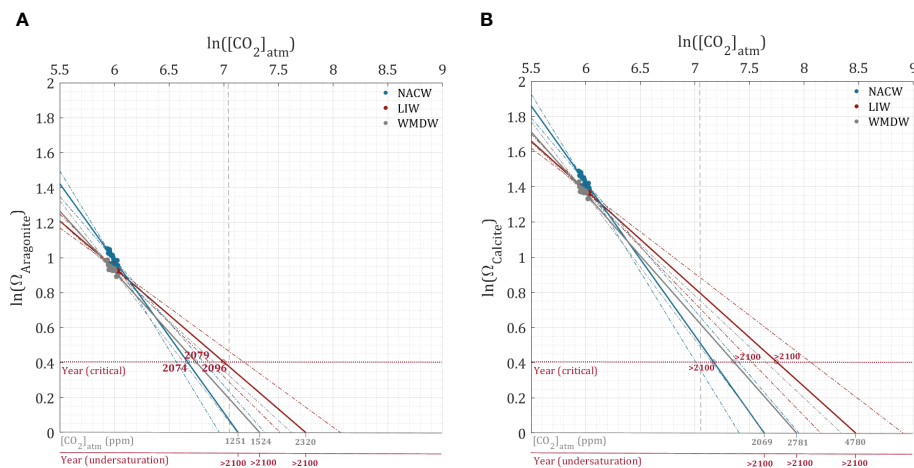 A
ln([CO2]atm)
5.5 6 6.5 7 7.5 8 8.5 9
2
1.8
1.6
1.4
1.2
1
0.8
0.6
0.4
0.2
0
ln(ΩAragonite)
NACW
LIW
WMDW
2079
2074 2096
Year (critical)
[CO2]atm (ppm) 1251 1524 2320
Year (undersaturation) >2100 >2100 >2100
B
ln([CO2]atm)
5.5 6 6.5 7 7.5 8 8.5 9
2
1.8
1.6
1.4
1.2
1
0.8
0.6
0.4
0.2
0
ln(ΩCalcite)
NACW
LIW
WMDW
>2100 >2100
>2100
Year (critical)
[CO2]atm (ppm) 2069 2781 4780
Year (undersaturation) >2100 >2100 >2100